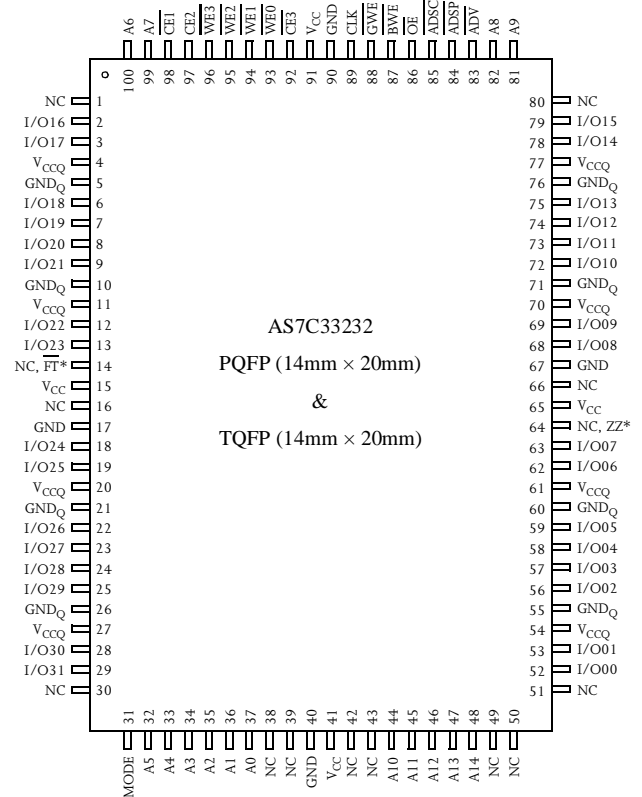 A6 A7 CE1 CE2 WE3 WE2 WE1 WE0 CE3 VCC GND CLK GWE BWE OE ADSC ADSP ADV A8 A9
100 99 98 97 96 95 94 93 92 91 90 89 88 87 86 85 84 83 82 81
NC 1 80 NC
I/O16 2 79 I/O15
I/O17 3 78 I/O14
VCCQ 4 77 VCCQ
GNDQ 5 76 GNDQ
I/O18 6 75 I/O13
I/O19 7 74 I/O12
I/O20 8 73 I/O11
I/O21 9 72 I/O10
GNDQ 10 71 GNDQ
VCCQ 11 70 VCCQ
I/O22 12 69 I/O09
I/O23 13 68 I/O08
NC, FT* 14 67 GND
VCC 15 66 NC
NC 16 65 VCC
GND 17 64 NC, ZZ*
I/O24 18 63 I/O07
I/O25 19 62 I/O06
VCCQ 20 61 VCCQ
GNDQ 21 60 GNDQ
I/O26 22 59 I/O05
I/O27 23 58 I/O04
I/O28 24 57 I/O03
I/O29 25 56 I/O02
GNDQ 26 55 GNDQ
VCCQ 27 54 VCCQ
I/O30 28 53 I/O01
I/O31 29 52 I/O00
NC 30 51 NC
AS7C33232
PQFP (14mm × 20mm)
&
TQFP (14mm × 20mm)
31 32 33 34 35 36 37 38 39 40 41 42 43 44 45 46 47 48 49 50
MODE A5 A4 A3 A2 A1 A0 NC NC GND VCC NC NC A10 A11 A12 A13 A14 NC NC